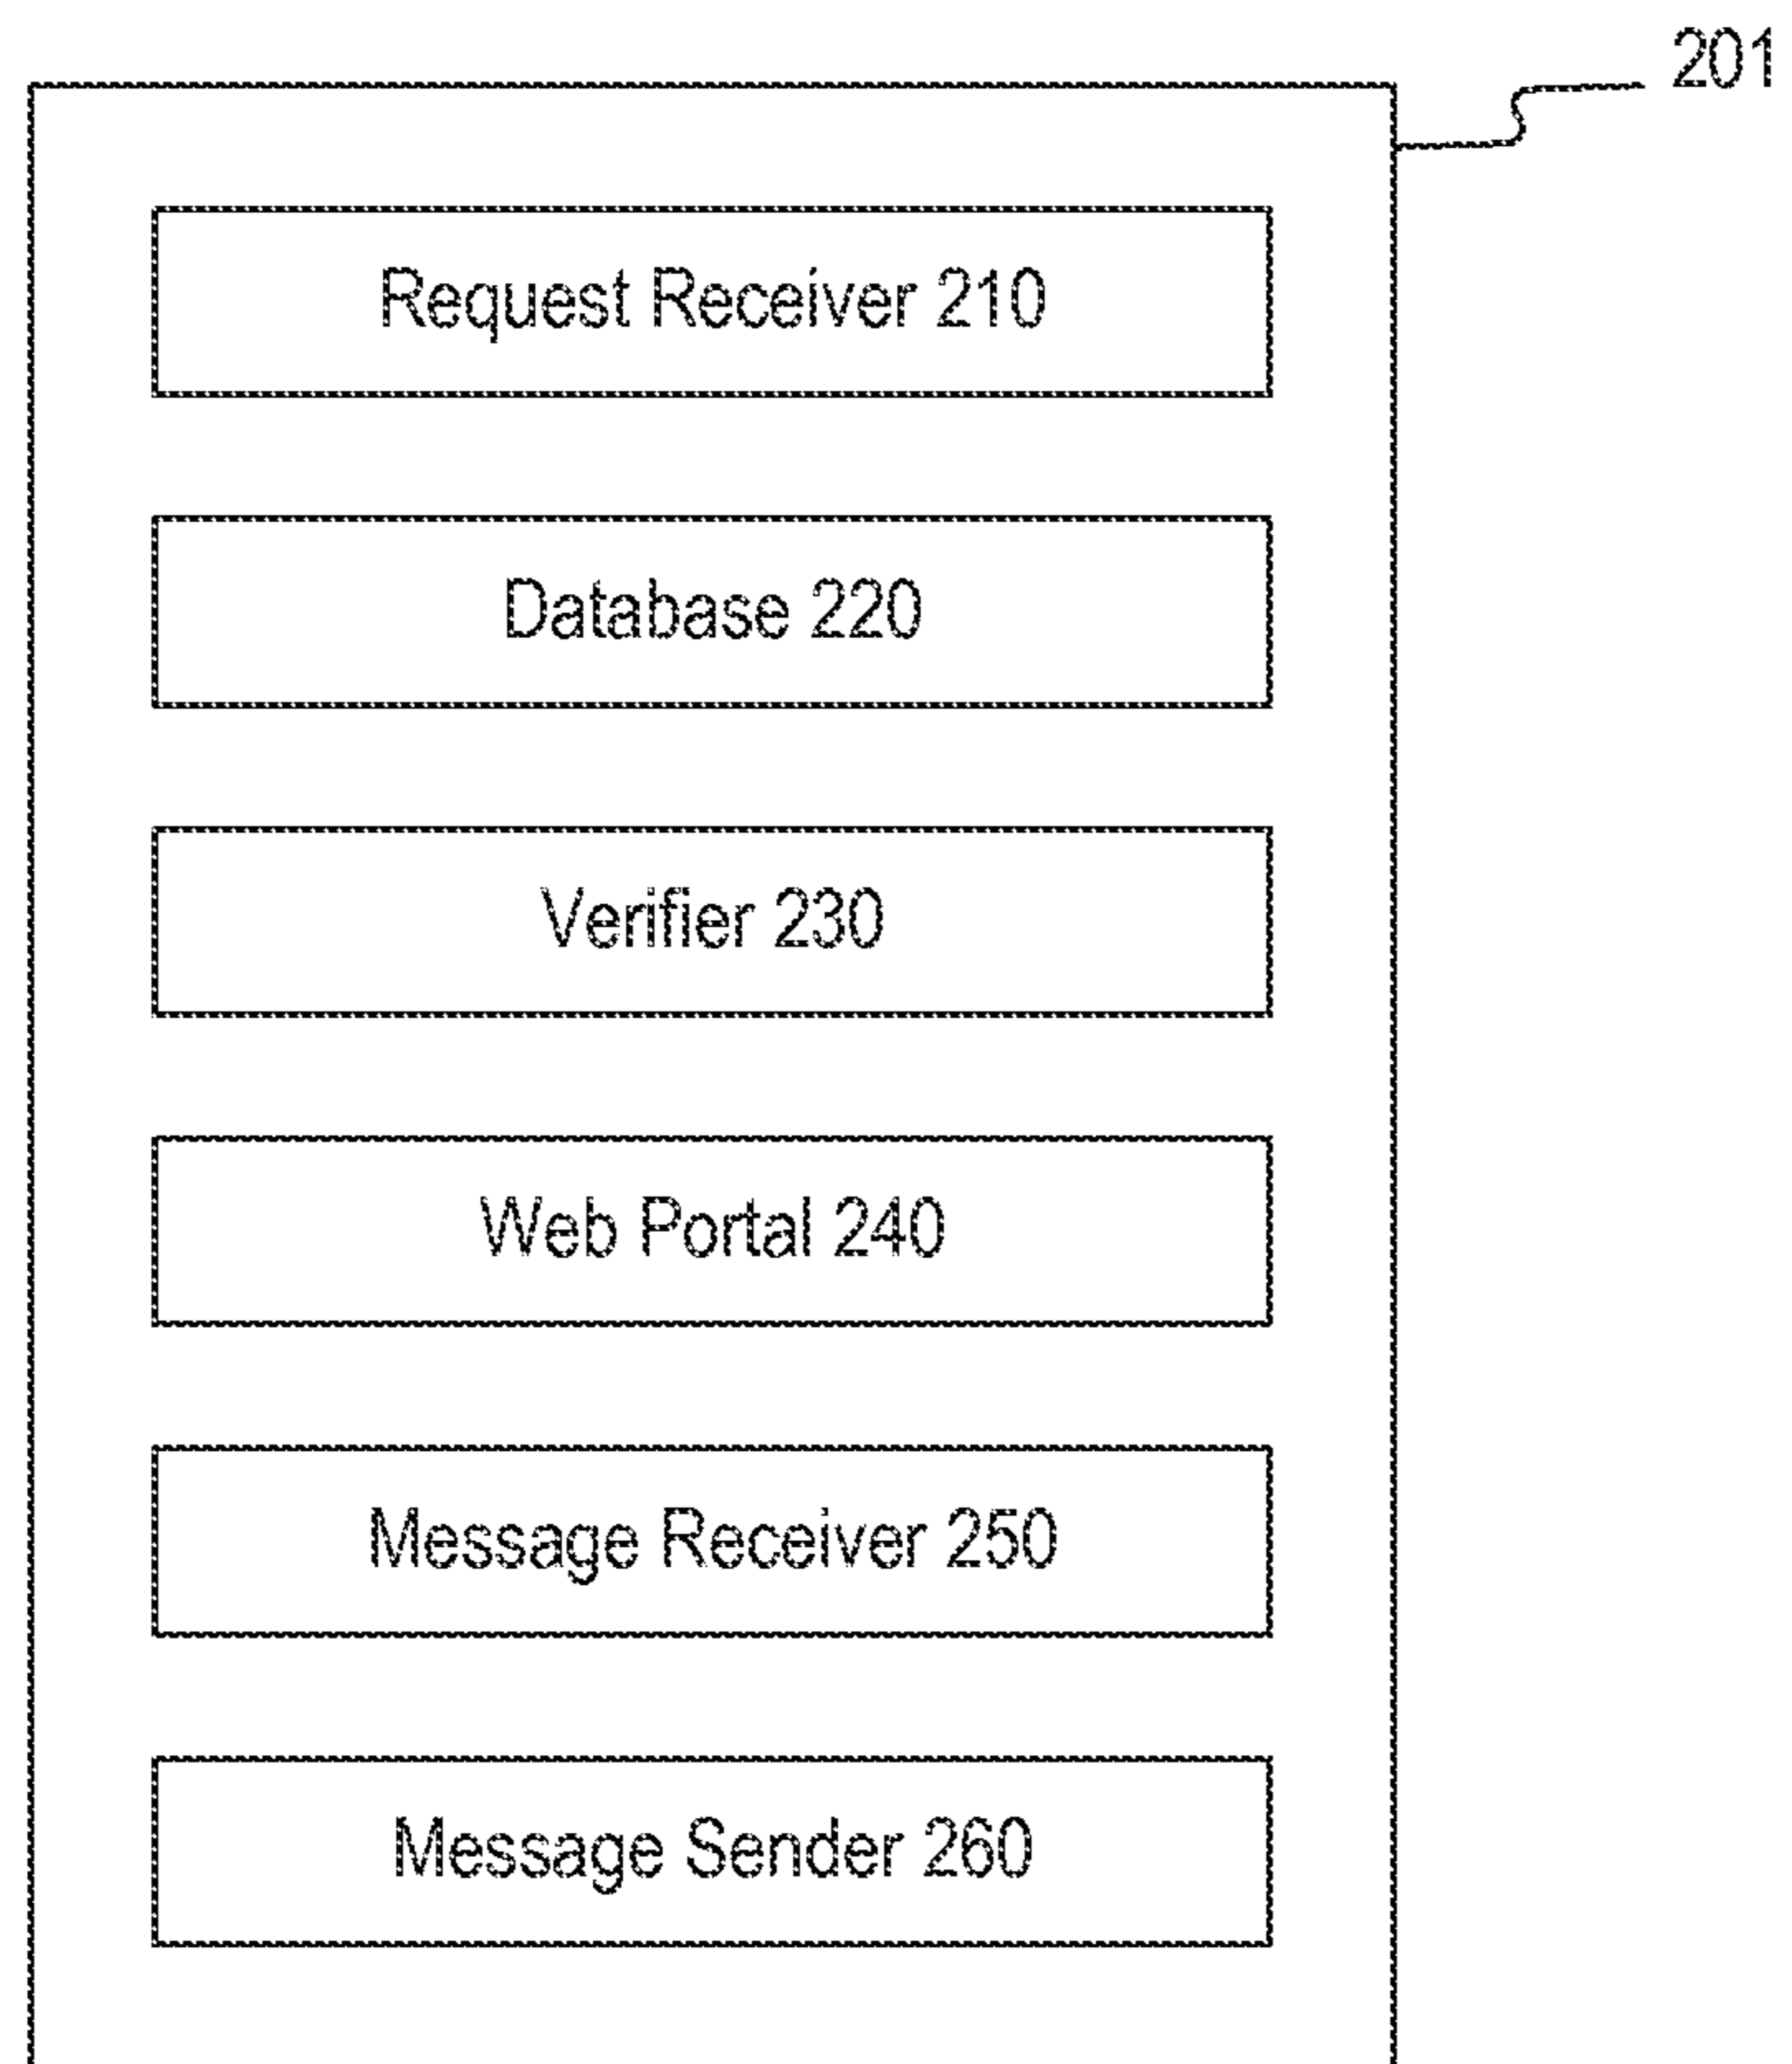 201
Request Receiver 210
Database 220
Verifier 230
Web Portal 240
Message Receiver 250
Message Sender 260